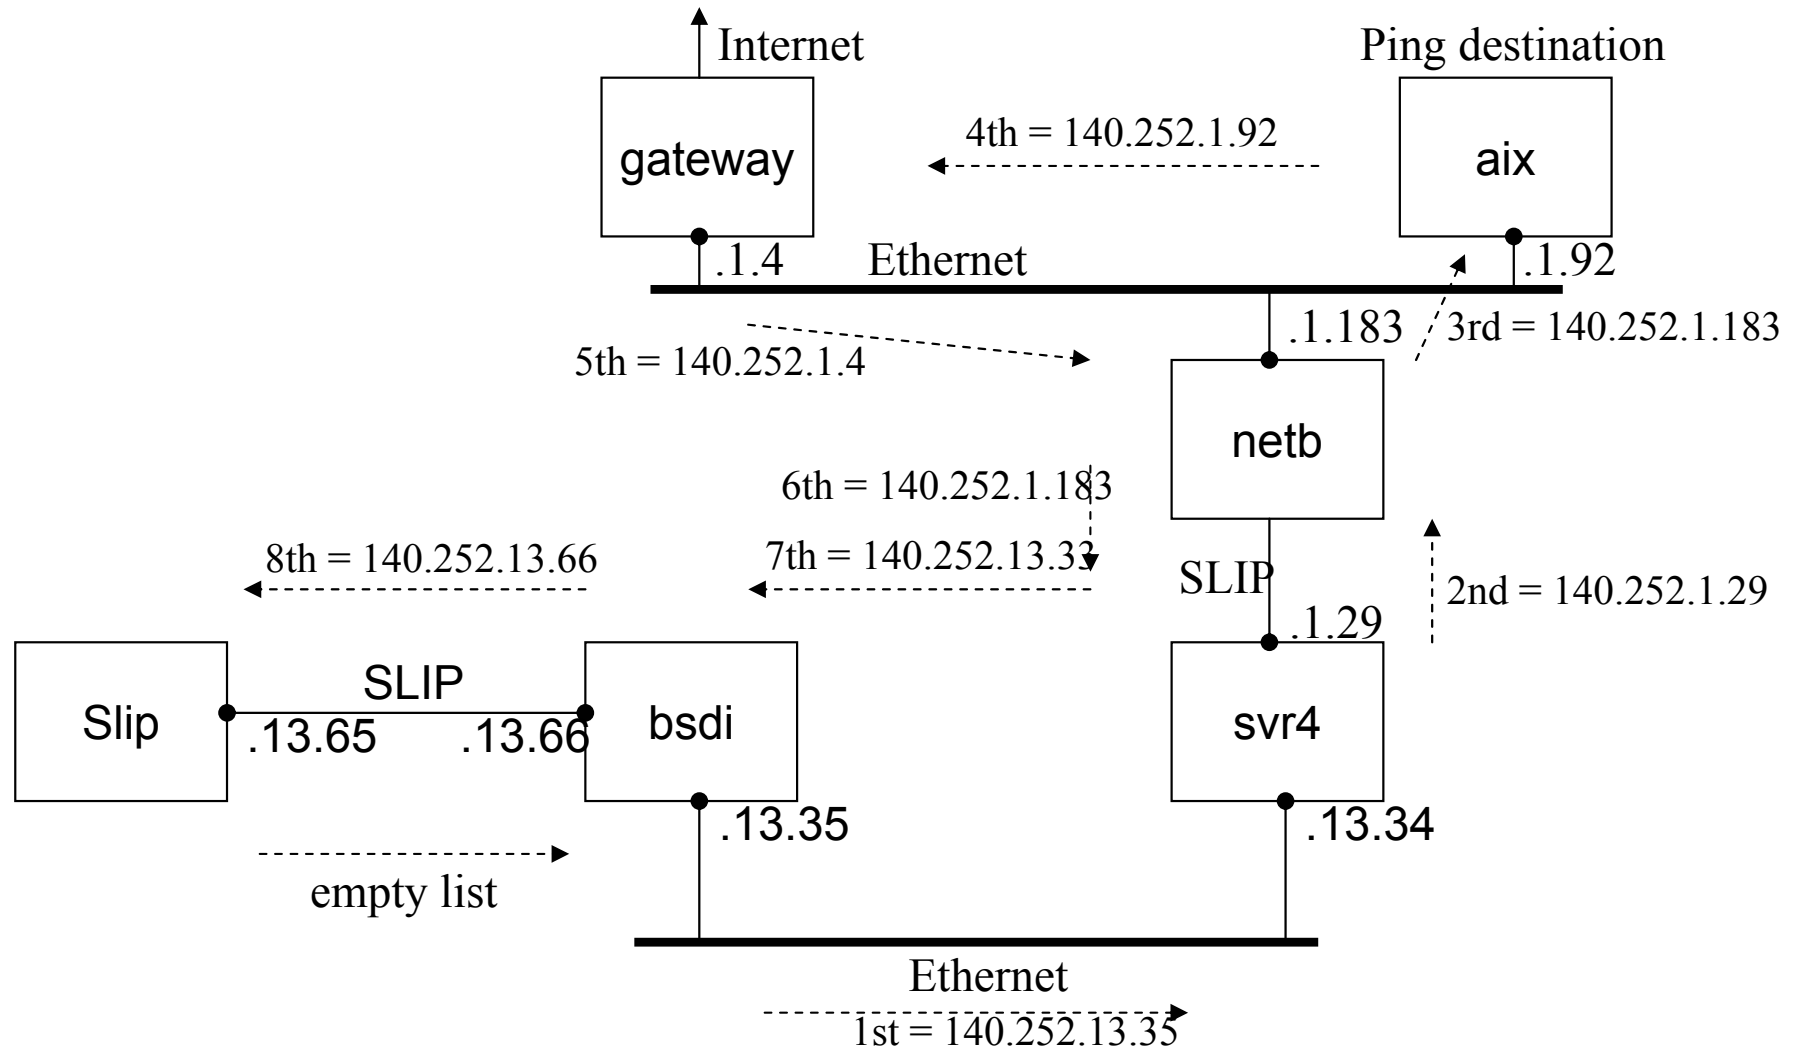 Internet
Ping destination
gateway
4th = 140.252.1.92
aix
.1.4
Ethernet
.1.92
.1.183
3rd = 140.252.1.183
5th = 140.252.1.4
netb
6th = 140.252.1.183
8th = 140.252.13.66
7th = 140.252.13.33
SLIP
2nd = 140.252.1.29
.1.29
Slip
SLIP
.13.65
.13.66
bsdi
svr4
.13.35
.13.34
empty list
Ethernet
1st = 140.252.13.35